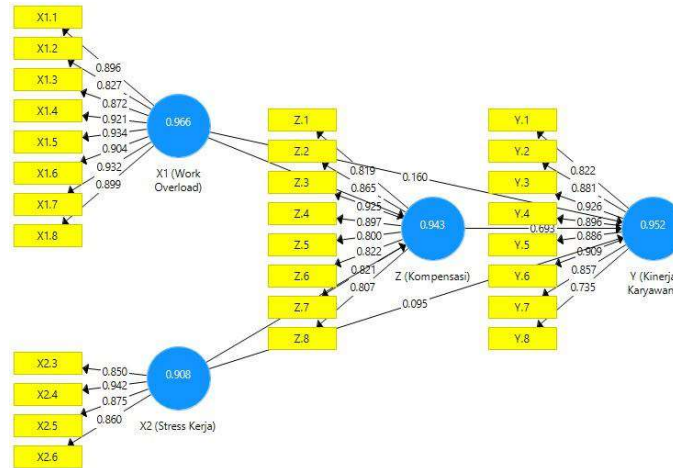 X1.1
X1.2
X1.3
X1.4
X1.5
X1.6
X1.7
X1.8
0.896
0.827
0.872
0.921
0.934
0.904
0.932
0.899
0.966
X1 (Work
Overload)
X2.3
X2.4
X2.5
X2.6
0.850
0.942
0.875
0.860
0.908
X2 (Stress Kerja)
Z.1
Z.2
Z.3
Z.4
Z.5
Z.6
Z.7
Z.8
0.819
0.865
0.925
0.897
0.800
0.822
0.821
0.807
0.943
Z (Kompensasi)
0.160
0.693
0.095
Y.1
Y.2
Y.3
Y.4
Y.5
Y.6
Y.7
Y.8
0.822
0.881
0.926
0.896
0.886
0.909
0.857
0.735
0.952
Y (Kinerja
Karyawan